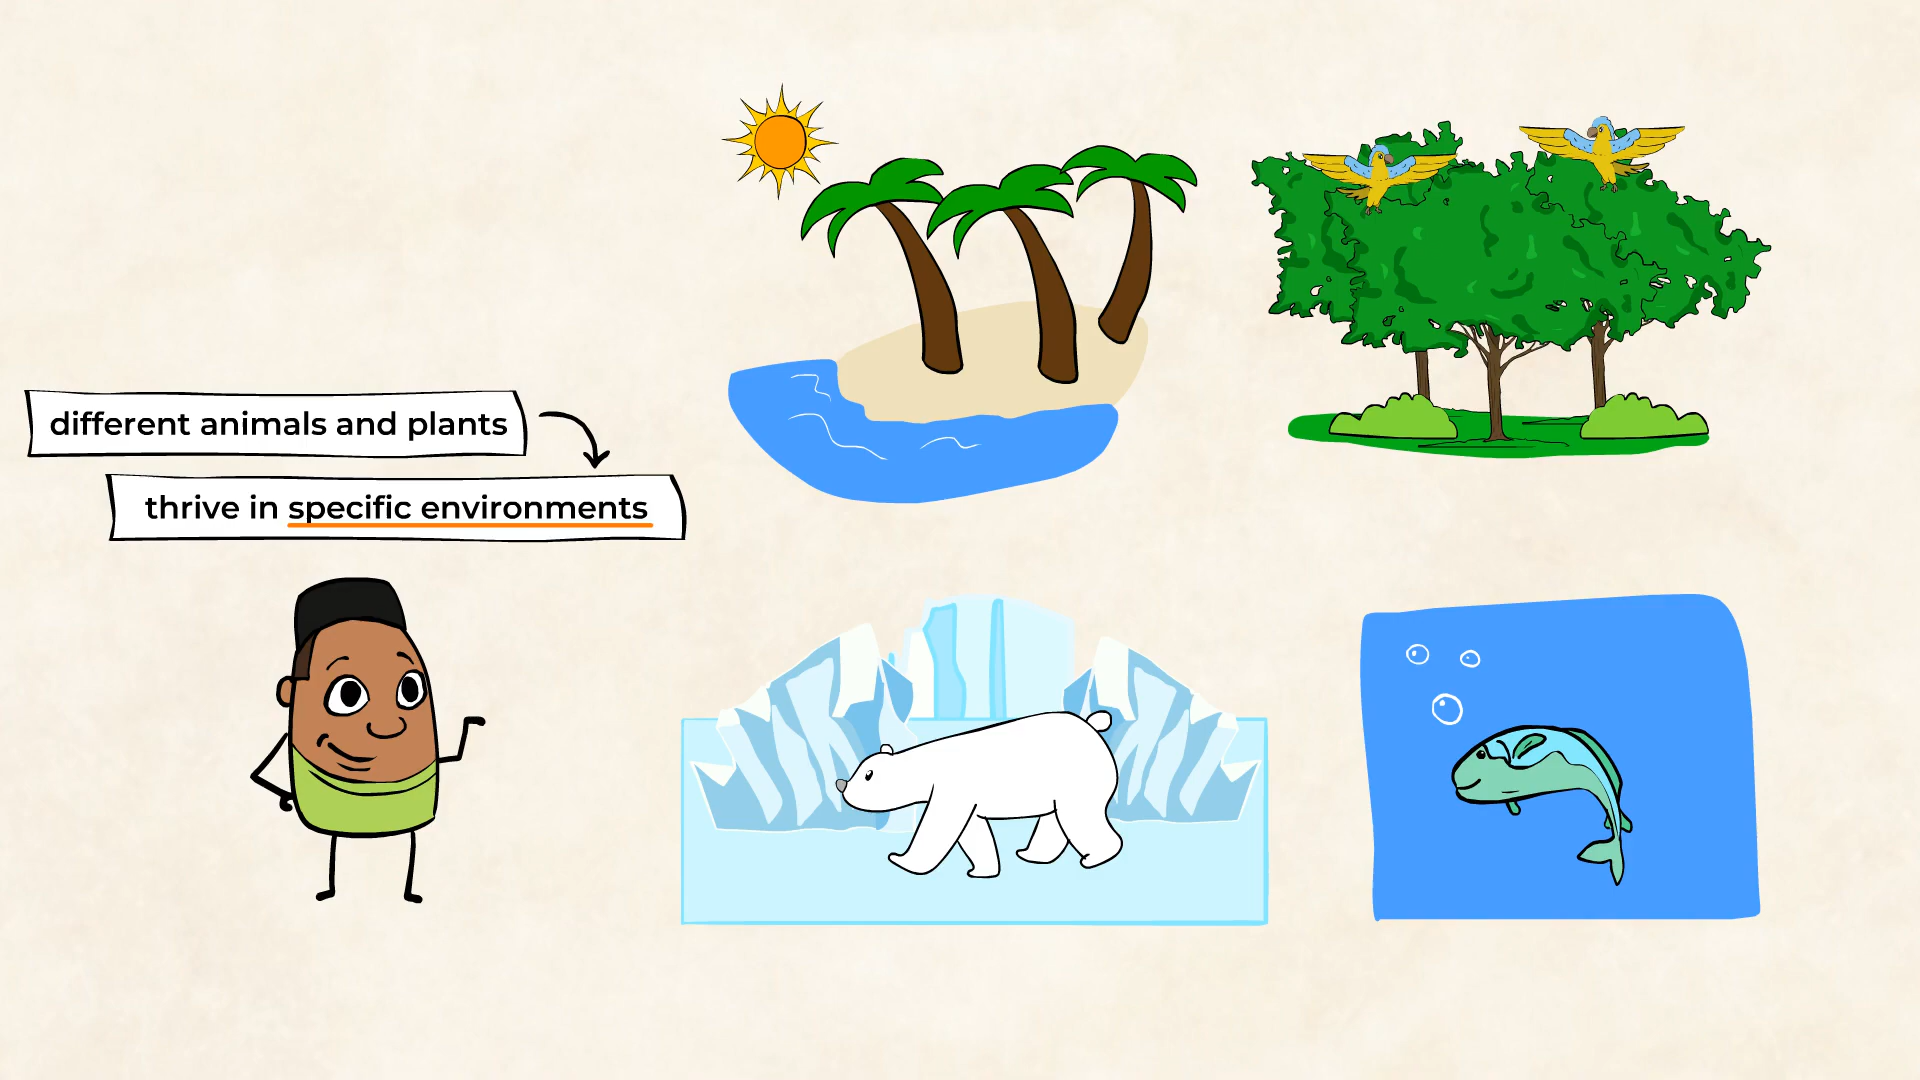 different animals and plants
thrive in specific environments